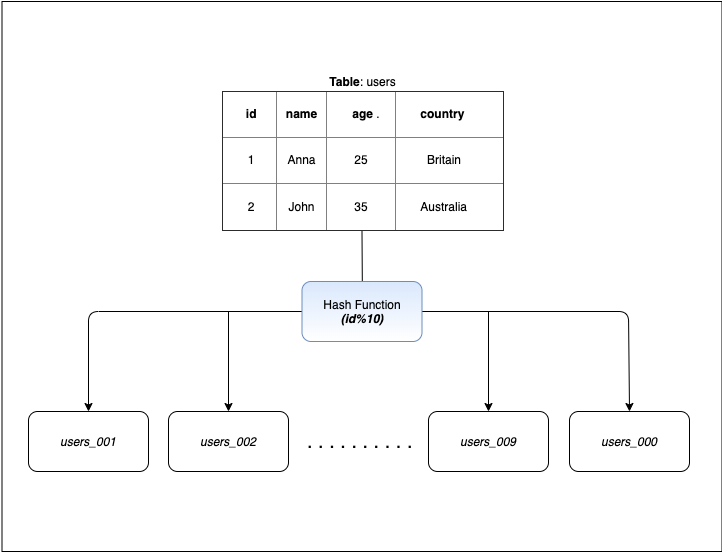 Table: users
id name age . country
1 Anna 25 Britain
2 John 35 Australia
Hash Function
(id%10)
users_001 users_002 . . . . . . . . . . users_009 users_000